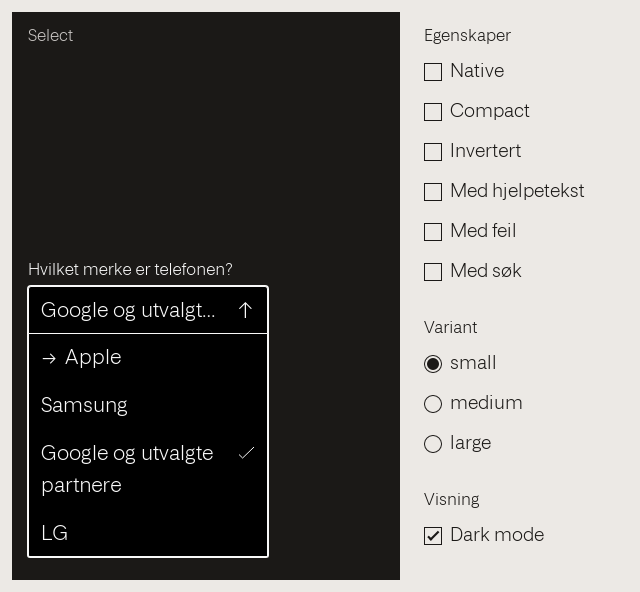 Select
Hvilket merke er telefonen?
Google og utvalgt...
→ Apple
Samsung
Google og utvalgte
partnere
LG
Egenskaper
Native
Compact
Invertert
Med hjelpetekst
Med feil
Med søk
Variant
small
medium
large
Visning
Dark mode